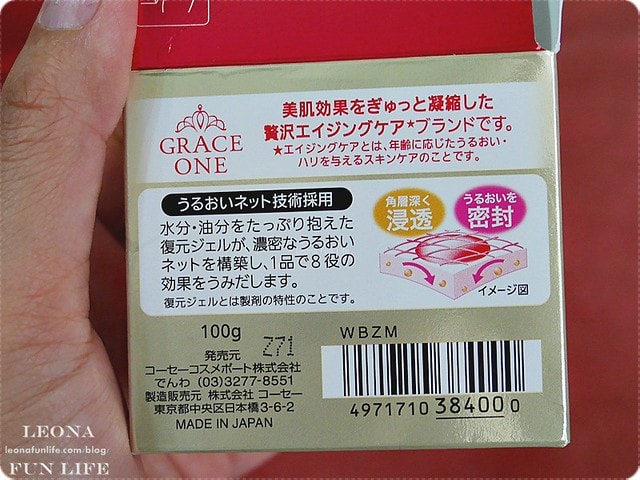 GRACE
ONE
美肌効果をぎゅっと凝縮した
贅沢エイジングケア★ブランドです。
★エイジングケアとは、年齢に応じたうるおい・
ハリを与えるスキンケアのことです。
うるおいネット技術採用
水分・油分をたっぷり抱えた
復元ジェルが、濃密なうるおい
ネットを構築し、1品で8役の
効果をうみだします。
復元ジェルとは製剤の特性のことです。
角層深く
浸透
うるおいを
密封
イメージ図
100g
発売元
271
コーセーコスメポート株式会社
でんわ (03)3277-8551
製造販売元 株式会社 コーセー
東京都中央区日本橋3-6-2
MADE IN JAPAN
WBZM
4971710 384000
LEONA
leonafunlife.com/blog/
FUN LIFE